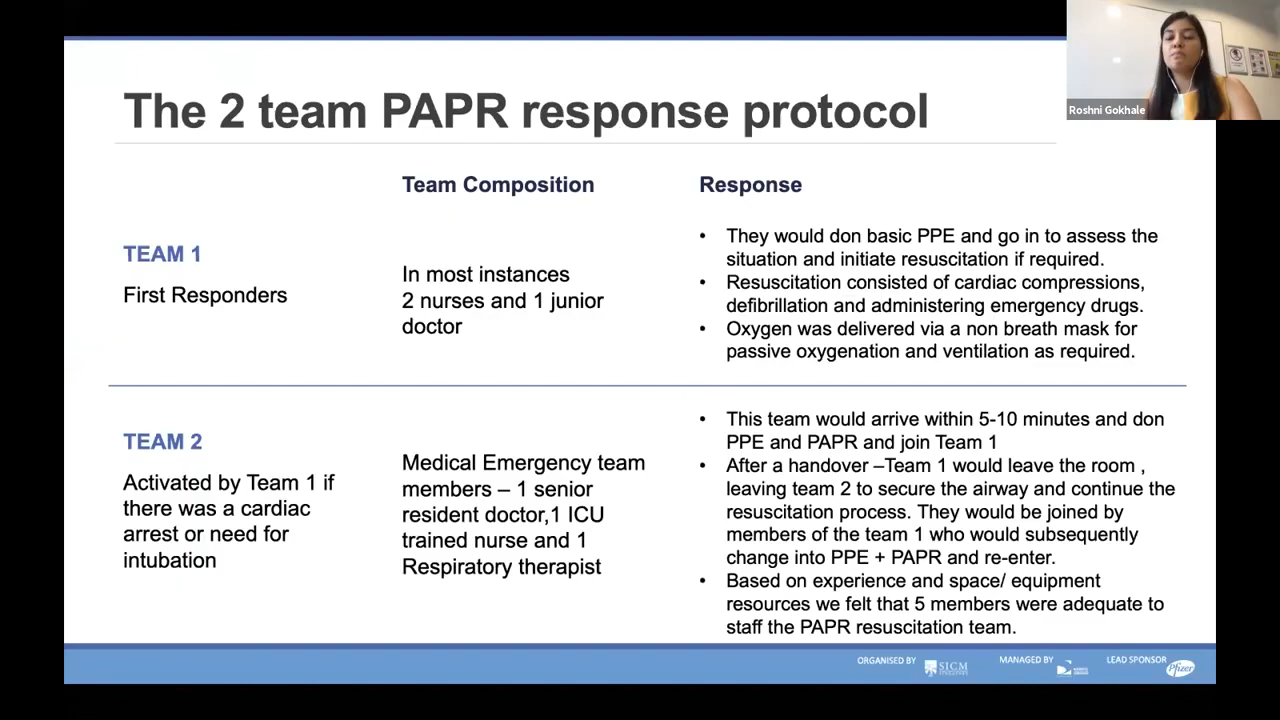 The 2 team PAPR response protocol
Roshni Gokhale
Team Composition
Response
TEAM 1
First Responders
In most instances
2 nurses and 1 junior
doctor
• They would don basic PPE and go in to assess the
situation and initiate resuscitation if required.
• Resuscitation consisted of cardiac compressions,
defibrillation and administering emergency drugs.
• Oxygen was delivered via a non breath mask for
passive oxygenation and ventilation as required.
TEAM 2
Activated by Team 1 if
there was a cardiac
arrest or need for
intubation
Medical Emergency team
members – 1 senior
resident doctor,1 ICU
trained nurse and 1
Respiratory therapist
• This team would arrive within 5-10 minutes and don
PPE and PAPR and join Team 1
• After a handover –Team 1 would leave the room ,
leaving team 2 to secure the airway and continue the
resuscitation process. They would be joined by
members of the team 1 who would subsequently
change into PPE + PAPR and re-enter.
• Based on experience and space/ equipment
resources we felt that 5 members were adequate to
staff the PAPR resuscitation team.
ORGANISED BY
SICM
MANAGED BY
LEAD SPONSOR
Pfizer